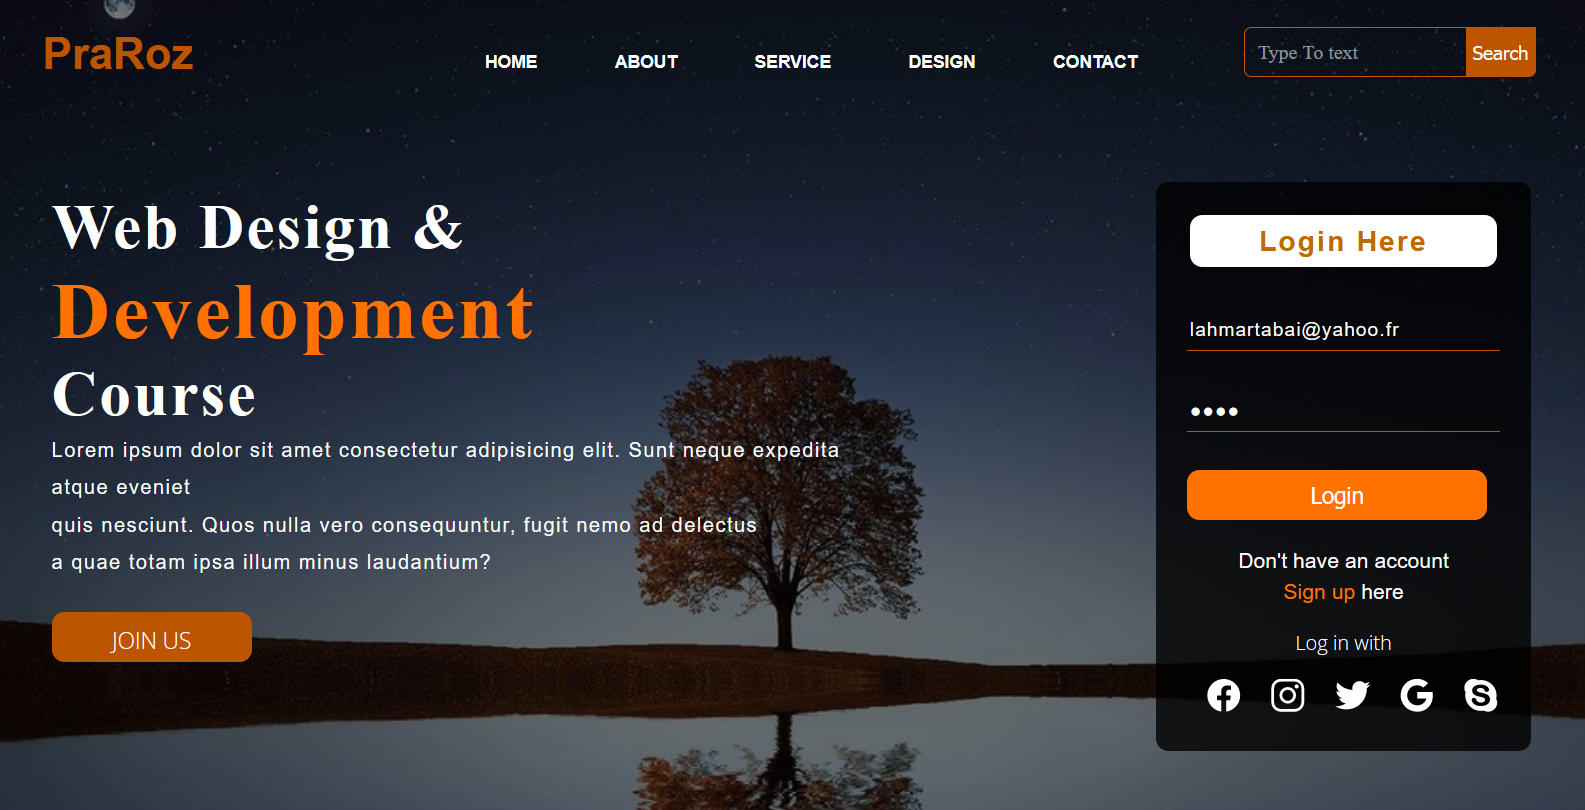 PraRoz
HOME
ABOUT
SERVICE
DESIGN
CONTACT
Type To text
Search
Web Design &
Development
Course
Lorem ipsum dolor sit amet consectetur adipisicing elit. Sunt neque expedita
atque eveniet
quis nesciunt. Quos nulla vero consequuntur, fugit nemo ad delectus
a quae totam ipsa illum minus laudantium?
JOIN US
Login Here
lahmartabai@yahoo.fr
••••
Login
Don't have an account
Sign up here
Log in with